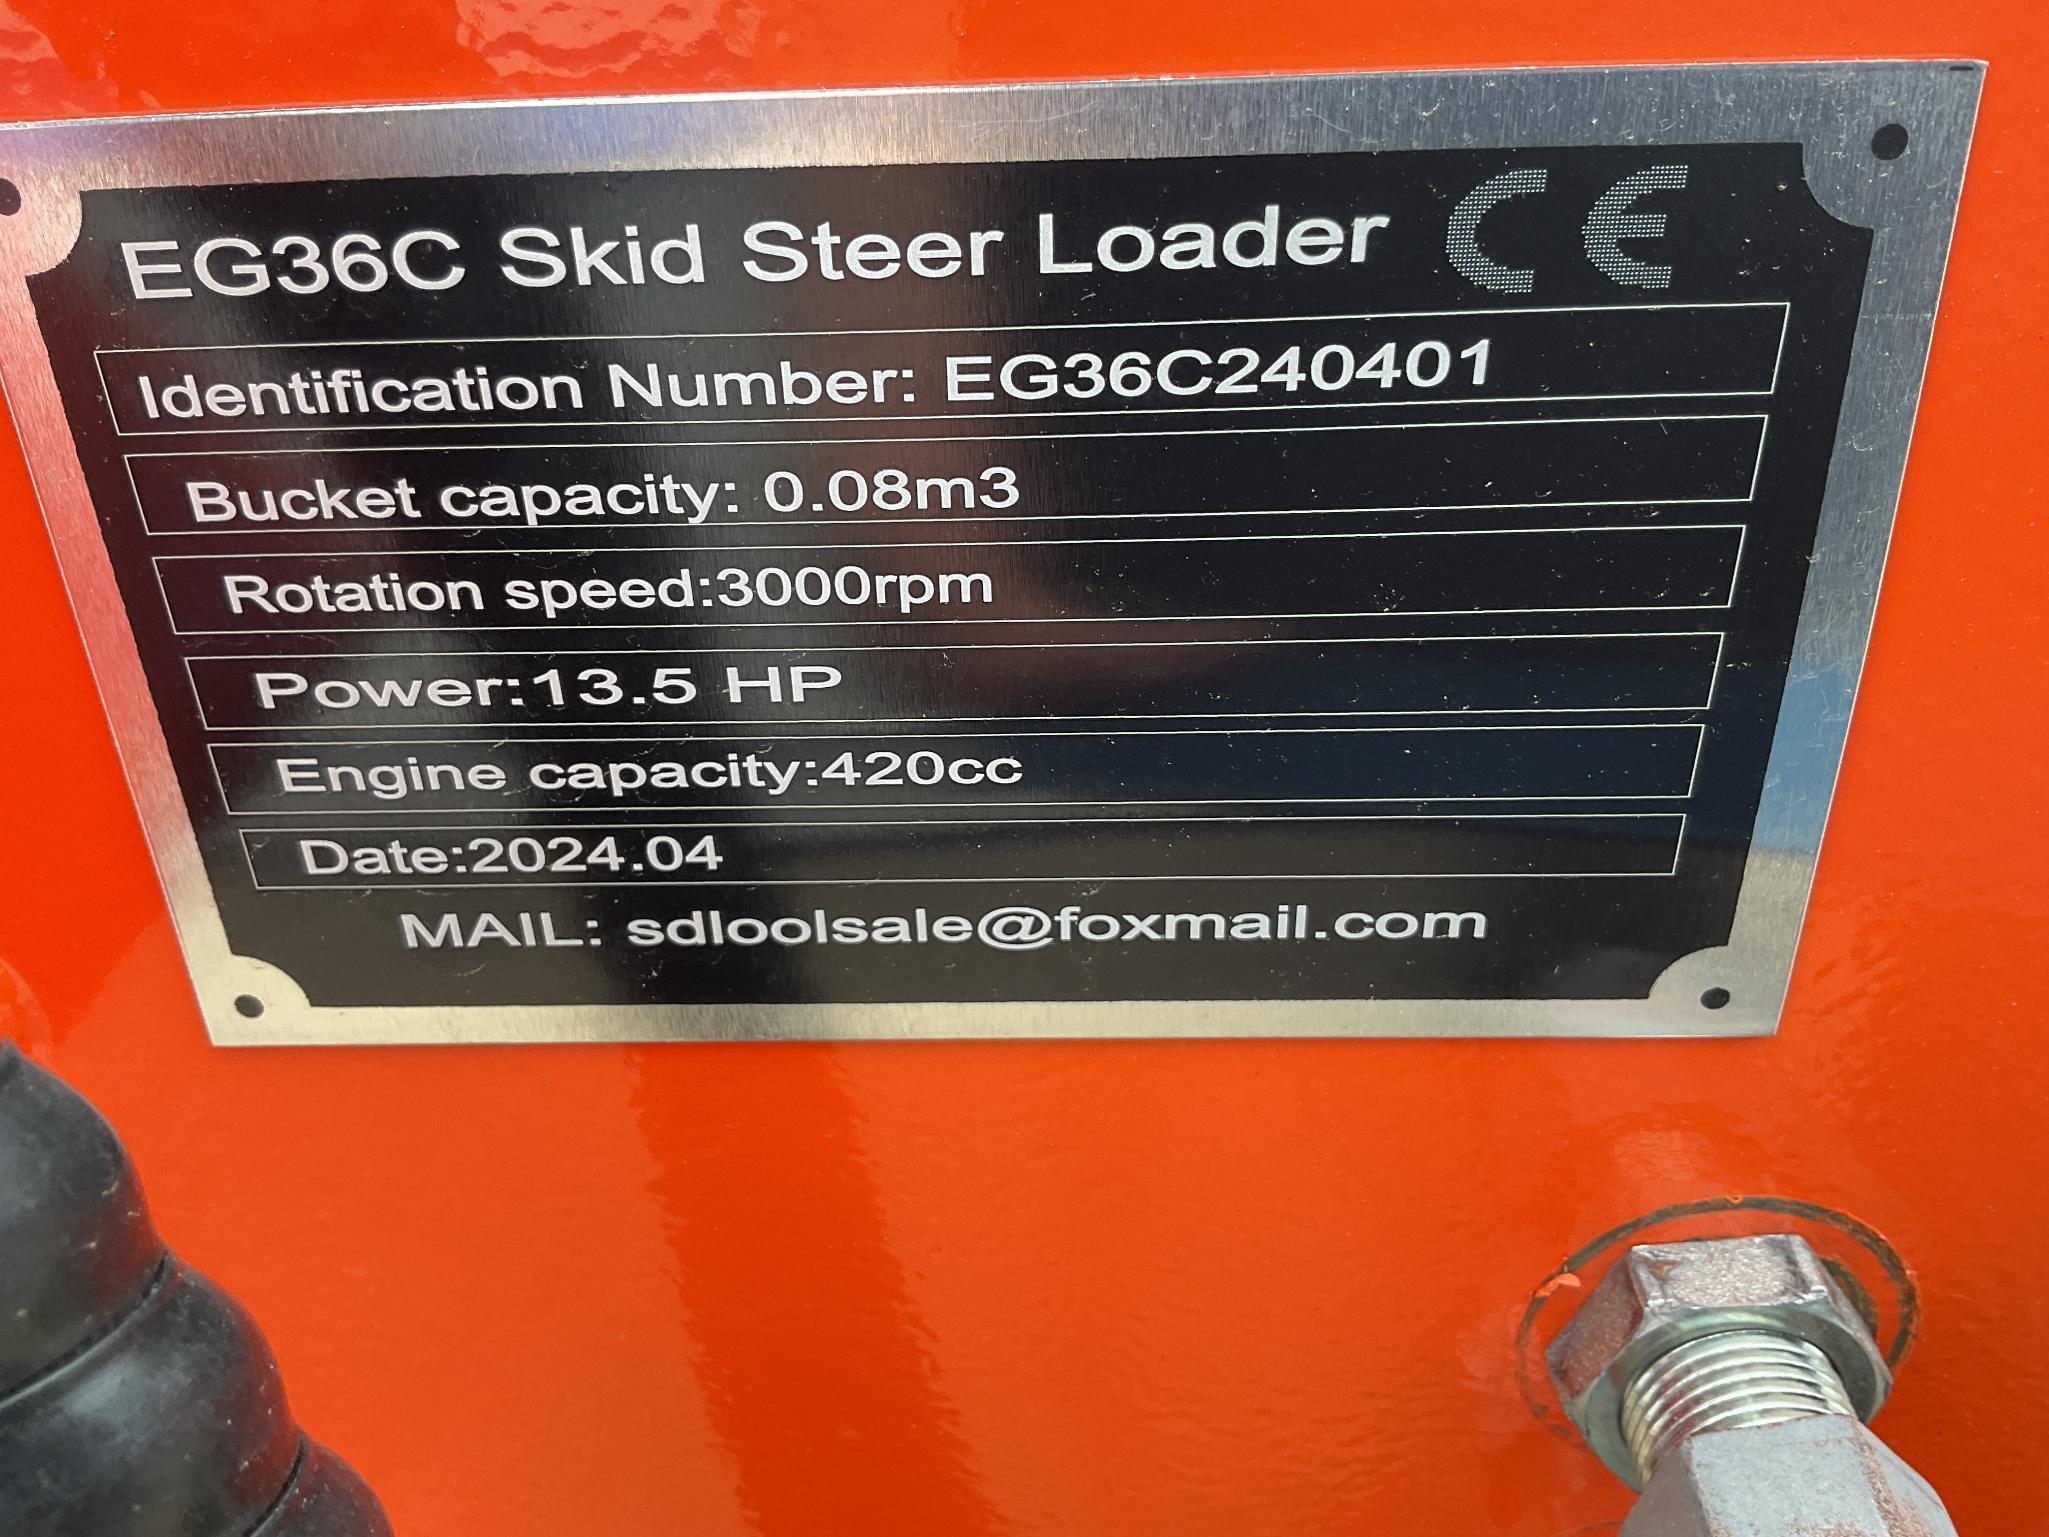 EG36C Skid Steer Loader CE
Identification Number: EG36C240401
Bucket capacity: 0.08m3
Rotation speed:3000rpm
Power:13.5 HP
Engine capacity:420cc
Date:2024.04
MAIL: sdloolsale@foxmail.com